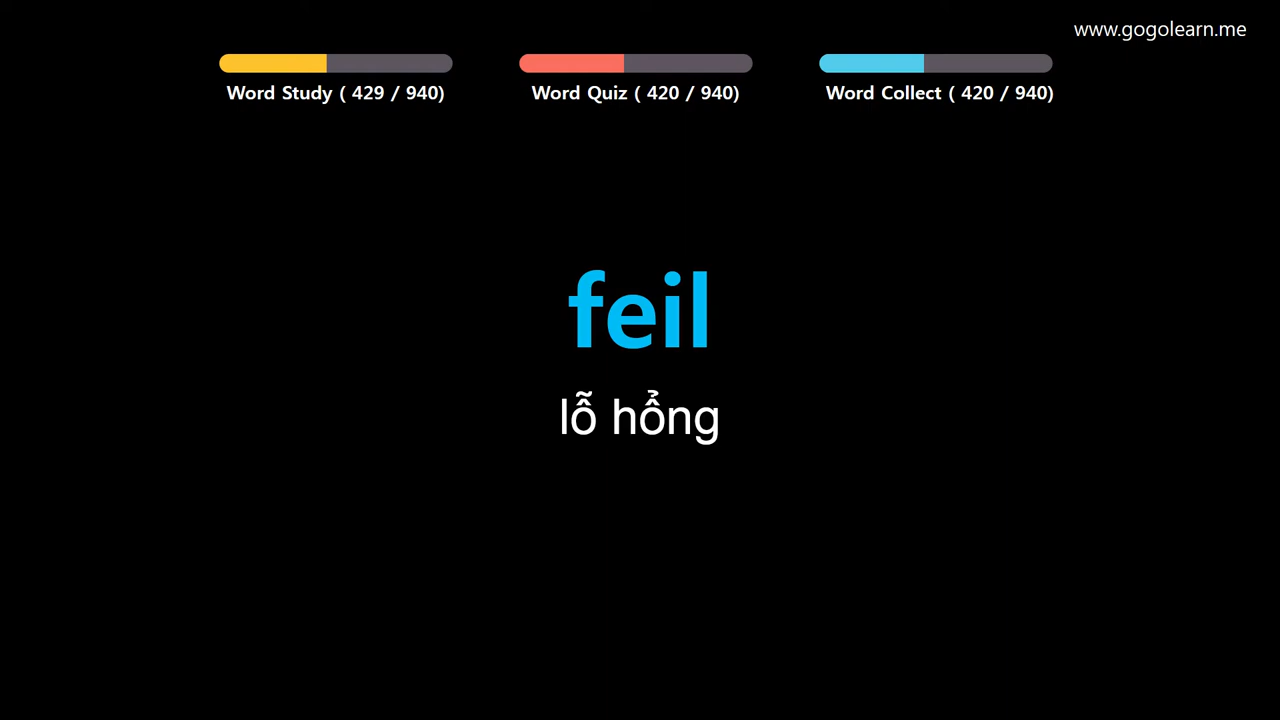 www.gogolearn.me
Word Study ( 429 / 940)
Word Quiz ( 420 / 940)
Word Collect ( 420 / 940)
feil
lỗ hổng